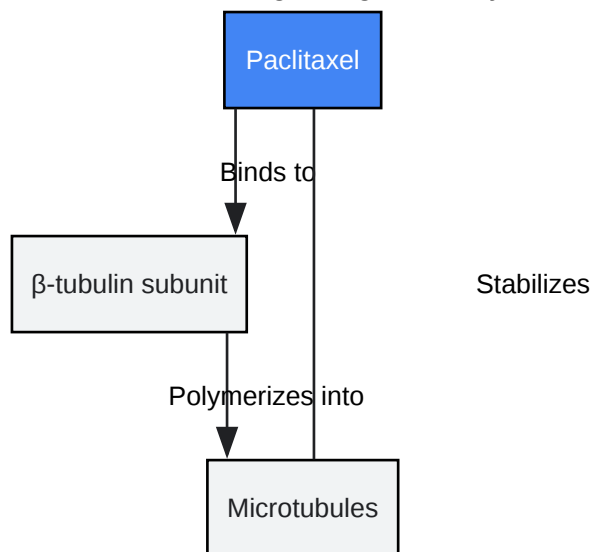 Paclitaxel
Binds to
β-tubulin subunit
Stabilizes
Polymerizes into
Microtubules